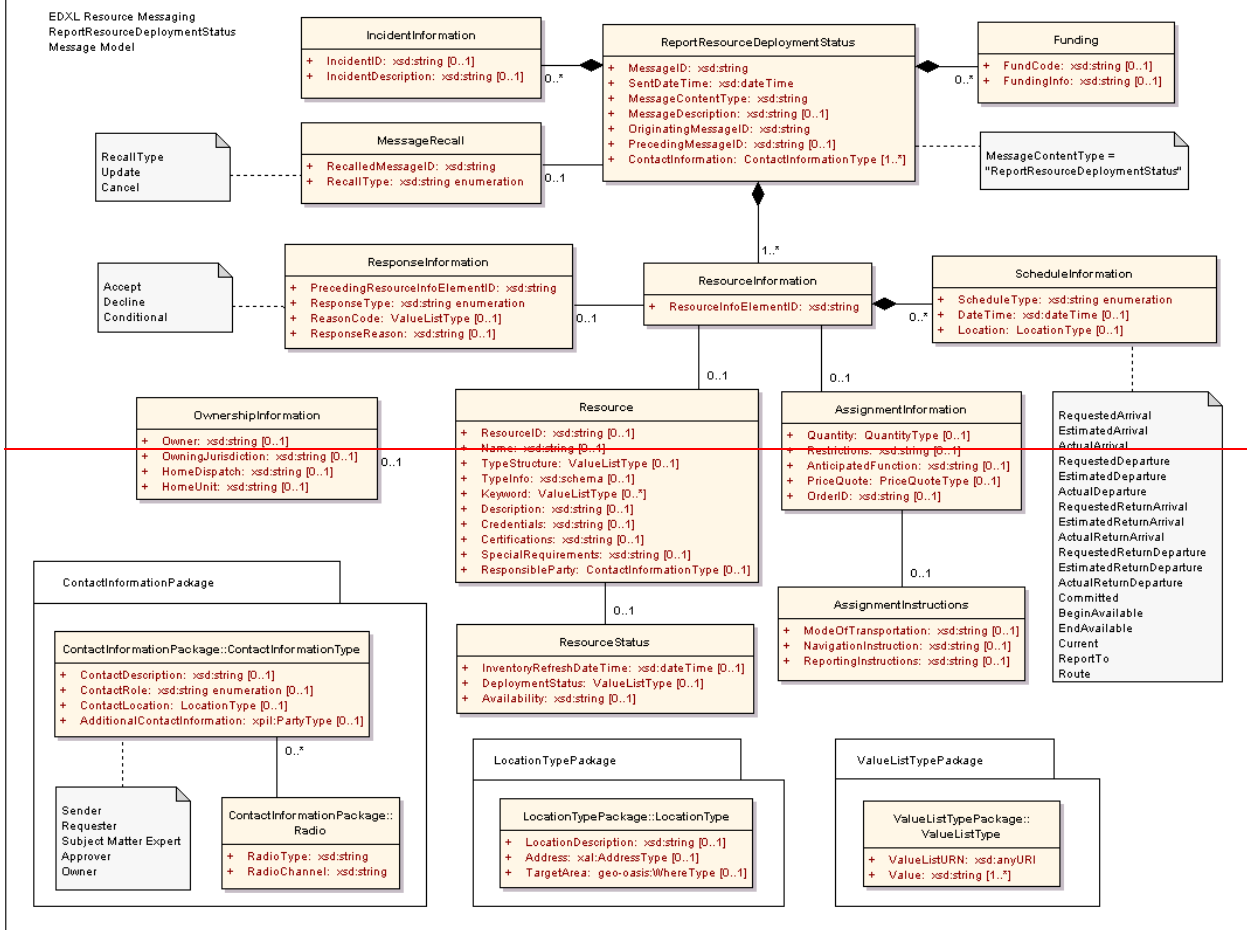 EDXL Resource Messaging
ReportResourceDeploymentStatus
Message Model
IncidentInformation
+ IncidentID: xsd:string [0..1]
+ IncidentDescription: xsd:string [0..1]
0..*
ReportResourceDeploymentStatus
+ MessageID: xsd:string
+ SentDateTime: xsd:dateTime
+ MessageContentType: xsd:string
+ MessageDescription: xsd:string [0..1]
+ OriginatingMessageID: xsd:string
+ PrecedingMessageID: xsd:string [0..1]
+ ContactInformation: ContactInformationType [1..*]
Funding
+ FundCode: xsd:string [0..1]
+ FundingInfo: xsd:string [0..1]
0..*
RecallType
Update
Cancel
MessageRecall
+ RecalledMessageID: xsd:string
+ RecallType: xsd:string enumeration
0..1
MessageContentType =
"ReportResourceDeploymentStatus"
1..*
Accept
Decline
Conditional
ResponseInformation
+ PrecedingResourceInfoElementID: xsd:string
+ ResponseType: xsd:string enumeration
+ ReasonCode: ValueListType [0..1]
+ ResponseReason: xsd:string [0..1]
0..1
ResourceInformation
+ ResourceInfoElementID: xsd:string
0..*
ScheduleInformation
+ ScheduleType: xsd:string enumeration
+ DateTime: xsd:dateTime [0..1]
+ Location: LocationType [0..1]
0..1
0..1
OwnershipInformation
+ Owner: xsd:string [0..1]
+ OwningJurisdiction: xsd:string [0..1]
+ HomeDispatch: xsd:string [0..1]
+ HomeUnit: xsd:string [0..1]
0..1
Resource
+ ResourceID: xsd:string [0..1]
+ Name: xsd:string [0..1]
+ TypeStructure: ValueListType [0..1]
+ TypeInfo: xsd:schema [0..1]
+ Keyword: ValueListType [0..*]
+ Description: xsd:string [0..1]
+ Credentials: xsd:string [0..1]
+ Certifications: xsd:string [0..1]
+ SpecialRequirements: xsd:string [0..1]
+ ResponsibleParty: ContactInformationType [0..1]
AssignmentInformation
+ Quantity: QuantityType [0..1]
+ Restrictions: xsd:string [0..1]
+ AnticipatedFunction: xsd:string [0..1]
+ PriceQuote: PriceQuoteType [0..1]
+ OrderID: xsd:string [0..1]
RequestedArrival
EstimatedArrival
ActualArrival
RequestedDeparture
EstimatedDeparture
ActualDeparture
RequestedReturnArrival
EstimatedReturnArrival
ActualReturnArrival
RequestedReturnDeparture
EstimatedReturnDeparture
ActualReturnDeparture
Committed
BeginAvailable
EndAvailable
Current
ReportTo
Route
0..1
0..1
ResourceStatus
+ InventoryRefreshDateTime: xsd:dateTime [0..1]
+ DeploymentStatus: ValueListType [0..1]
+ Availability: xsd:string [0..1]
AssignmentInstructions
+ ModeOfTransportation: xsd:string [0..1]
+ NavigationInstruction: xsd:string [0..1]
+ ReportingInstructions: xsd:string [0..1]
ContactInformationPackage
ContactInformationPackage::ContactInformationType
+ ContactDescription: xsd:string [0..1]
+ ContactRole: xsd:string enumeration [0..1]
+ ContactLocation: LocationType [0..1]
+ AdditionalContactInformation: xpil:PartyType [0..1]
0..*
Sender
Requester
Subject Matter Expert
Approver
Owner
ContactInformationPackage::
Radio
+ RadioType: xsd:string
+ RadioChannel: xsd:string
LocationTypePackage
LocationTypePackage::LocationType
+ LocationDescription: xsd:string [0..1]
+ Address: xal:AddressType [0..1]
+ TargetArea: geo-oasis:WhereType [0..1]
ValueListTypePackage
ValueListTypePackage::
ValueListType
+ ValueListURN: xsd:anyURI
+ Value: xsd:string [1..*]